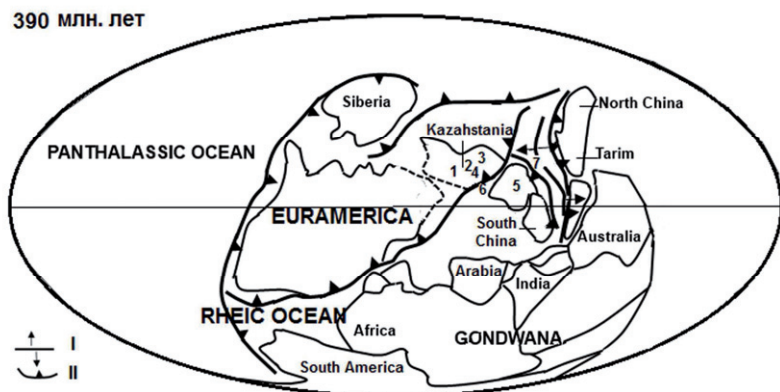 390 млн. лет
Siberia
North China
PANTHALASSIC OCEAN
Kazahstania
Tarim
1
2
3
4
7
5
6
EURAMERICA
South
China
Australia
Arabia
India
RHEIC OCEAN
Africa
GONDWANA
South America
I
II